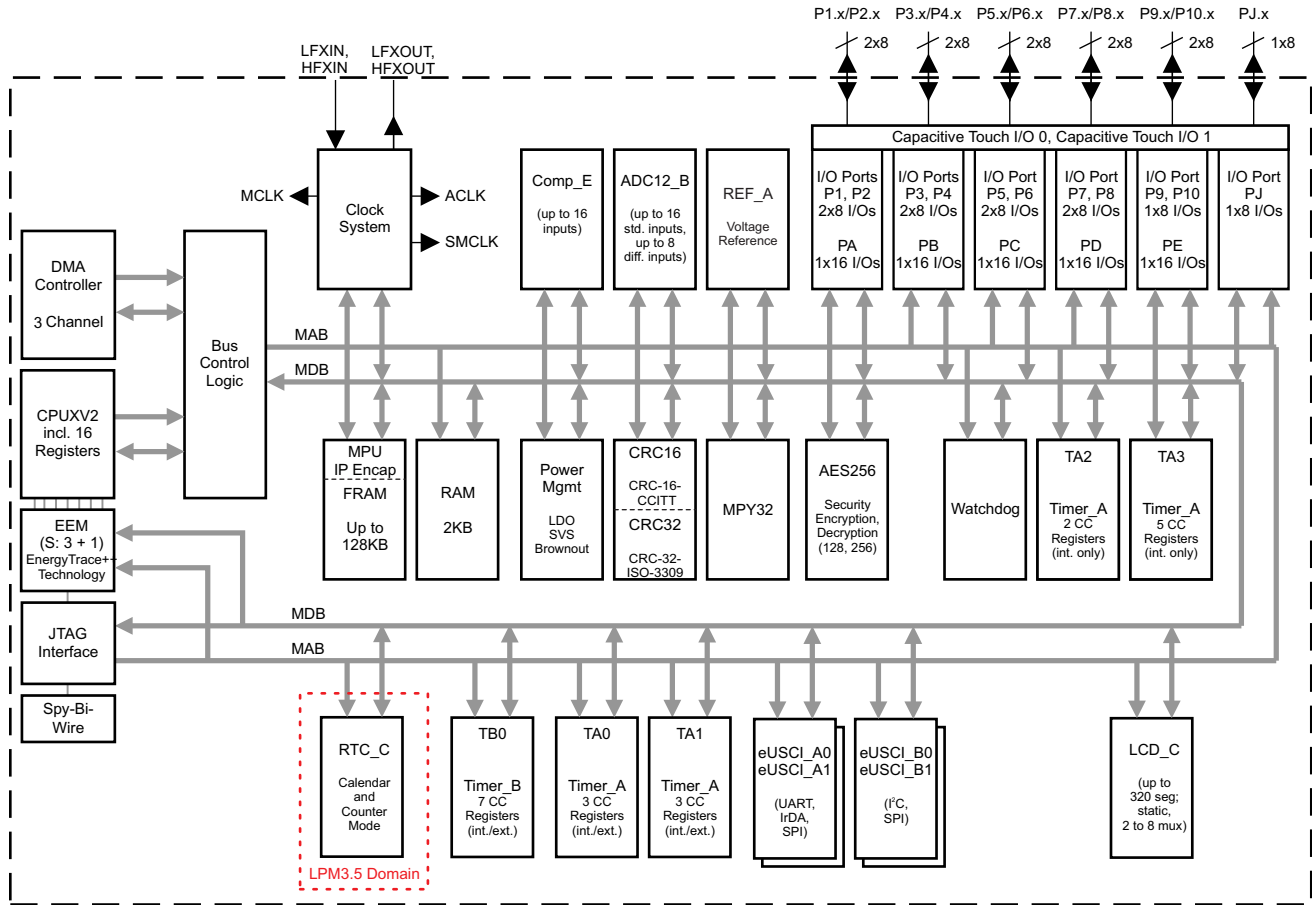 P1.x/P2.x
P3.x/P4.x
P5.x/P6.x
P7.x/P8.x
P9.x/P10.x
PJ.x
2x8
2x8
2x8
2x8
2x8
1x8
LFXIN,
HFXIN
LFXOUT,
HFXOUT
Capacitive Touch I/O 0, Capacitive Touch I/O 1
MCLK
Clock
System
ACLK
SMCLK
Comp_E
(up to 16
inputs)
ADC12_B
(up to 16
std. inputs,
up to 8
diff. inputs)
REF_A
Voltage
Reference
I/O Ports
P1, P2
2x8 I/Os
PA
1x16 I/Os
I/O Ports
P3, P4
2x8 I/Os
PB
1x16 I/Os
I/O Port
P5, P6
2x8 I/Os
PC
1x16 I/Os
I/O Port
P7, P8
2x8 I/Os
PD
1x16 I/Os
I/O Port
P9, P10
1x8 I/Os
PE
1x16 I/Os
I/O Port
PJ
1x8 I/Os
DMA
Controller
3 Channel
Bus
Control
Logic
MAB
MDB
CPUXV2
incl. 16
Registers
MPU
IP Encap
FRAM
Up to
128KB
RAM
2KB
Power
Mgmt
LDO
SVS
Brownout
CRC16
CRC-16-
CCITT
CRC32
CRC-32-
ISO-3309
MPY32
AES256
Security
Encryption,
Decryption
(128, 256)
Watchdog
TA2
Timer_A
2 CC
Registers
(int. only)
TA3
Timer_A
5 CC
Registers
(int. only)
EEM
(S: 3 + 1)
EnergyTrace++
Technology
MDB
MAB
JTAG
Interface
Spy-Bi-
Wire
RTC_C
Calendar
and
Counter
Mode
LPM3.5 Domain
TB0
Timer_B
7 CC
Registers
(int./ext.)
TA0
Timer_A
3 CC
Registers
(int./ext.)
TA1
Timer_A
3 CC
Registers
(int./ext.)
eUSCI_A0
eUSCI_A1
(UART,
IrDA,
SPI)
eUSCI_B0
eUSCI_B1
(I²C,
SPI)
LCD_C
(up to
320 seg;
static,
2 to 8 mux)